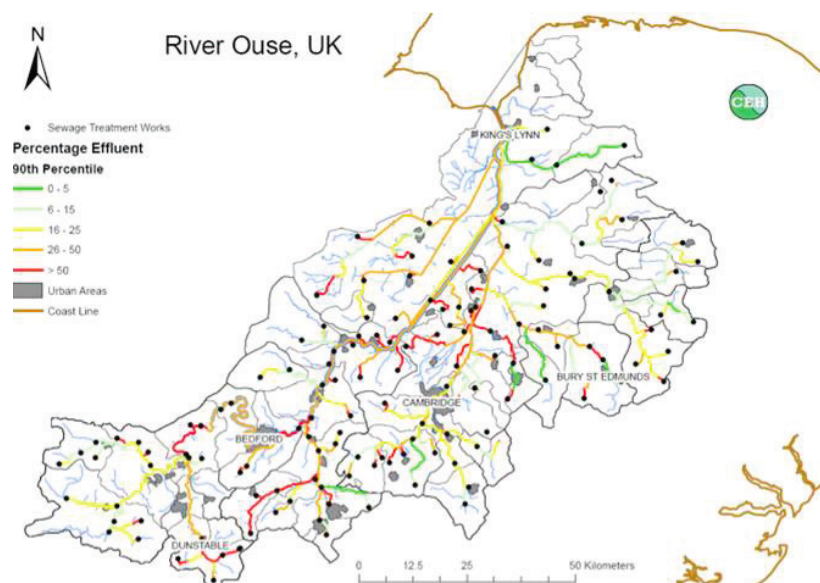 N
River Ouse, UK
CEH
Sewage Treatment Works
Percentage Effluent
90th Percentile
0 - 5
6 - 15
16 - 25
26 - 50
> 50
Urban Areas
Coast Line
KING'S LYNN
BURY ST EDMUNDS
CAMBRIDGE
BEDFORD
DUNSTABLE
0 12.5 25 50 Kilometers